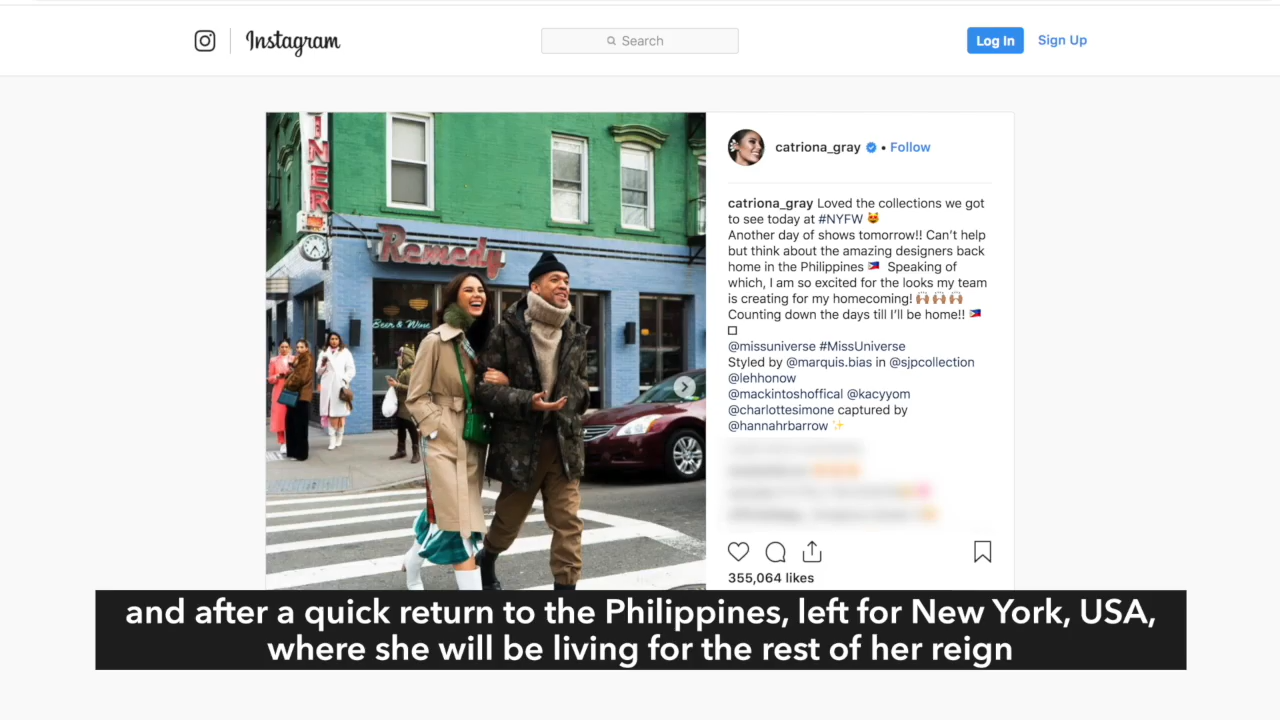 Instagram
Search
Log In
Sign Up
INER
Remedy
Beer & Wine
catriona_gray • Follow
catriona_gray Loved the collections we got
to see today at #NYFW 😻
Another day of shows tomorrow!! Can't help
but think about the amazing designers back
home in the Philippines 🇵🇭 Speaking of
which, I am so excited for the looks my team
is creating for my homecoming! 🙌🏽🙌🏽🙌🏽
Counting down the days till I'll be home!! 🇵🇭
@missuniverse #MissUniverse
Styled by @marquis.bias in @sjpcollection
@lehhonow
@mackintoshoffical @kacyyom
@charlottesimone captured by
@hannahrbarrow ✨
355,064 likes
and after a quick return to the Philippines, left for New York, USA,
where she will be living for the rest of her reign